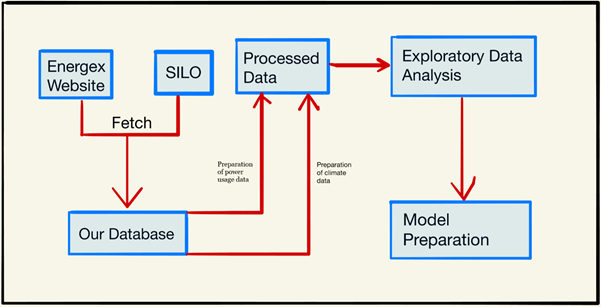 Energex
Website
SILO
Fetch
Our Database
Preparation
of power
usage data
Preparation
of climate
data
Processed
Data
Exploratory Data
Analysis
Model
Preparation